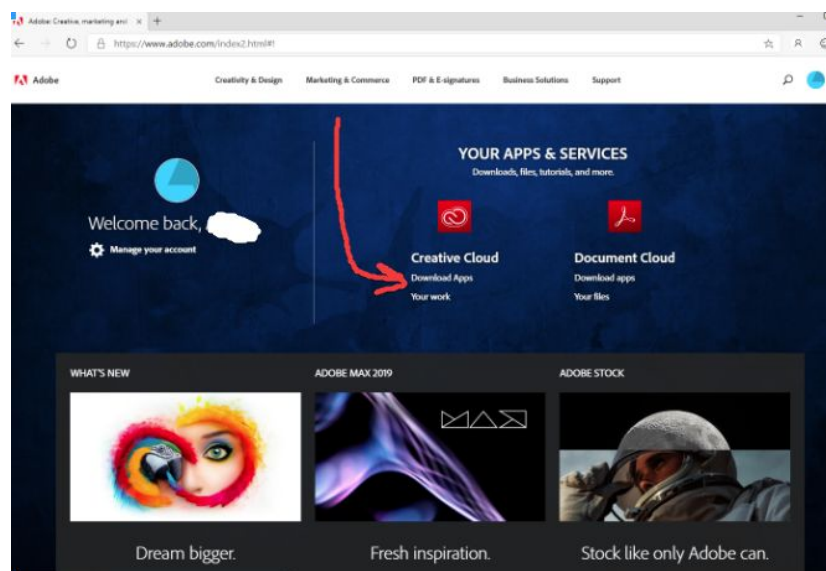 Adobe: Creative, marketing and
https://www.adobe.com/index2.html#!
Adobe
Creativity & Design Marketing & Commerce PDF & E-signatures Business Solutions Support
YOUR APPS & SERVICES
Downloads, files, tutorials, and more.
Welcome back,
Manage your account
Creative Cloud
Download Apps
Your work
Document Cloud
Download apps
Your files
WHAT'S NEW
ADOBE MAX 2019
ADOBE STOCK
MAX
Dream bigger.
Fresh inspiration.
Stock like only Adobe can.